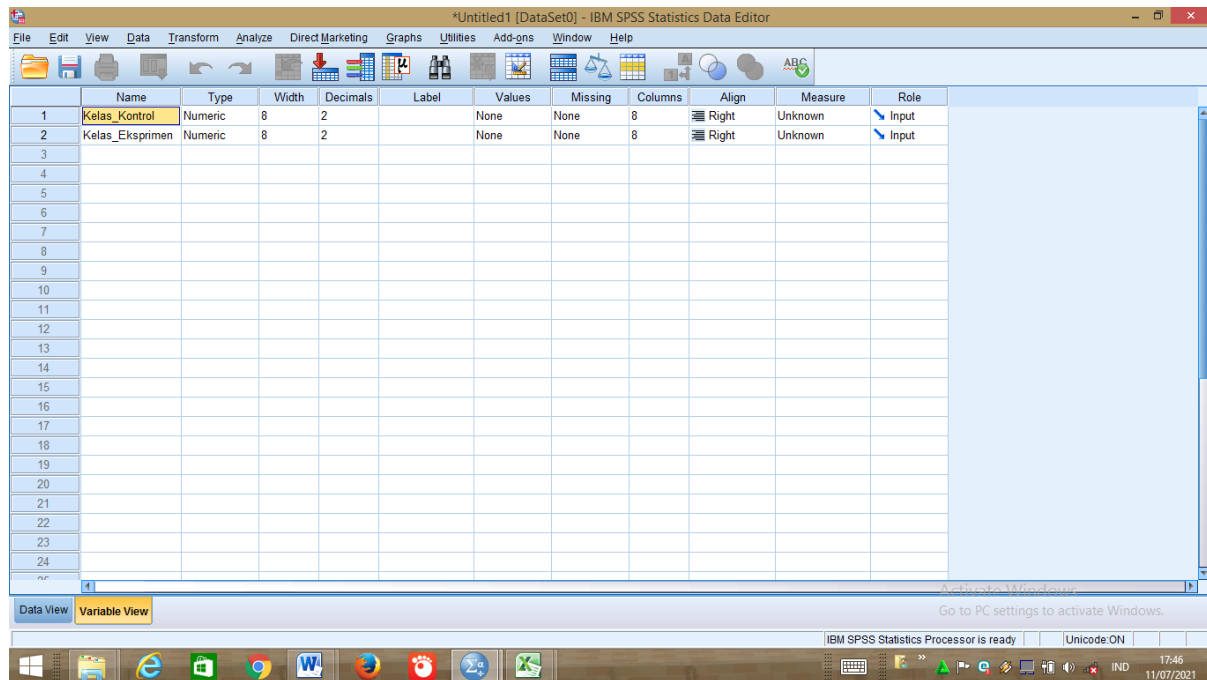 *Untitled1 [DataSet0] - IBM SPSS Statistics Data Editor
File Edit View Data Transform Analyze Direct Marketing Graphs Utilities Add-ons Window Help
Name Type Width Decimals Label Values Missing Columns Align Measure Role
1 Kelas_Kontrol Numeric 8 2 None None 8 Right Unknown Input
2 Kelas_Eksprimen Numeric 8 2 None None 8 Right Unknown Input
3
4
5
6
7
8
9
10
11
12
13
14
15
16
17
18
19
20
21
22
23
24
Activate Windows
Data View Variable View Go to PC settings to activate Windows.
IBM SPSS Statistics Processor is ready Unicode:ON
IND 17:46
11/07/2021